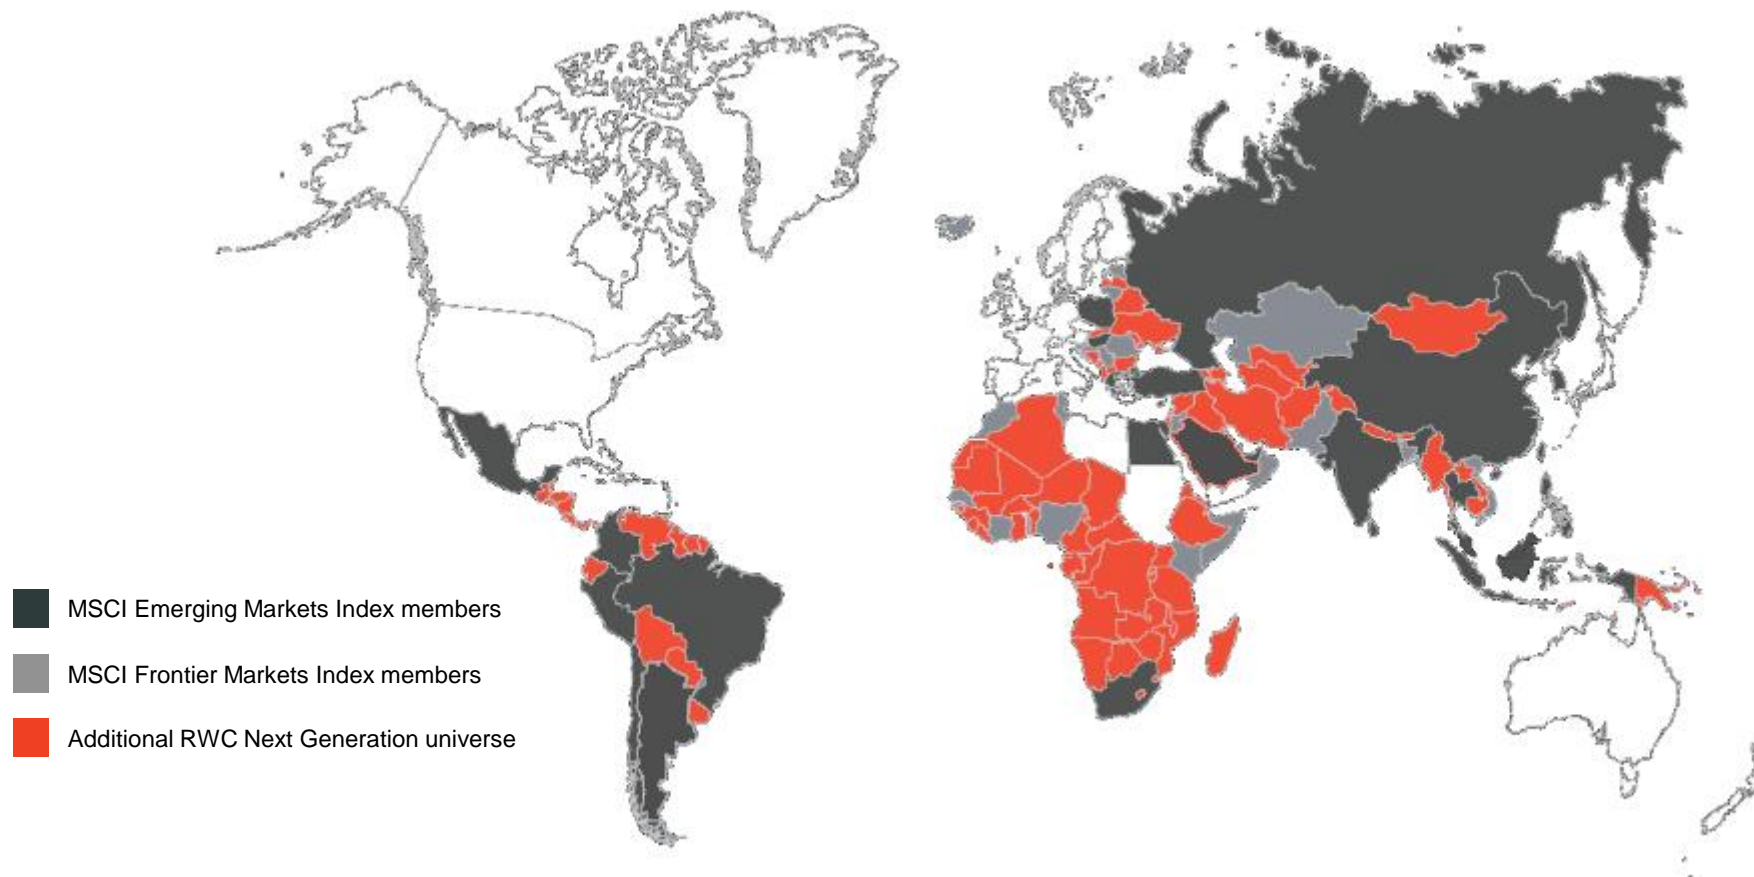 MSCI Emerging Markets Index members
MSCI Frontier Markets Index members
Additional RWC Next Generation universe